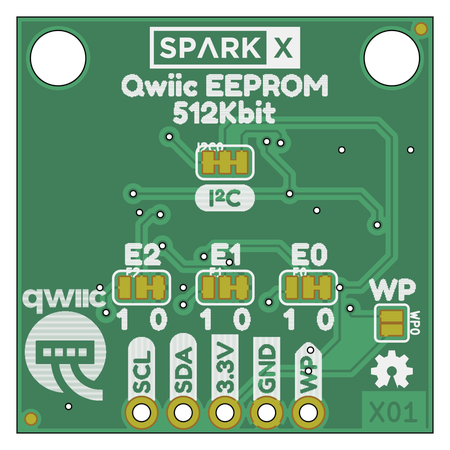 SPARK X
Qwiic EEPROM
512Kbit
I²C
E2 E1 E0
1 0 1 0 1 0
qwiic
WP
WP0
SCL SDA 3.3V GND WP
X01